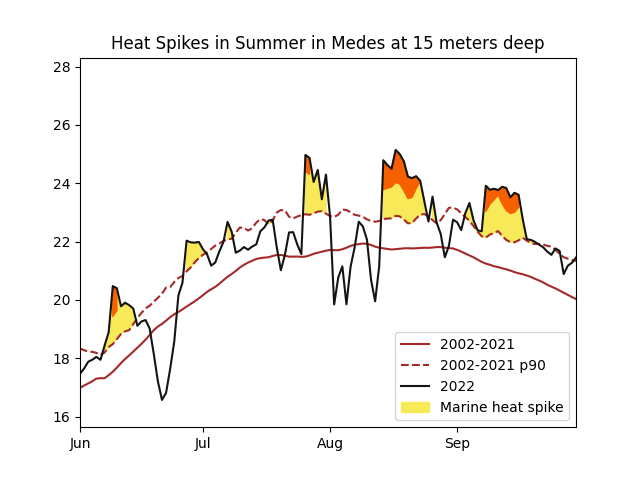 Heat Spikes in Summer in Medes at 15 meters deep
28
26
24
22
20
18
16
Jun
Jul
Aug
Sep
2002-2021
2002-2021 p90
2022
Marine heat spike